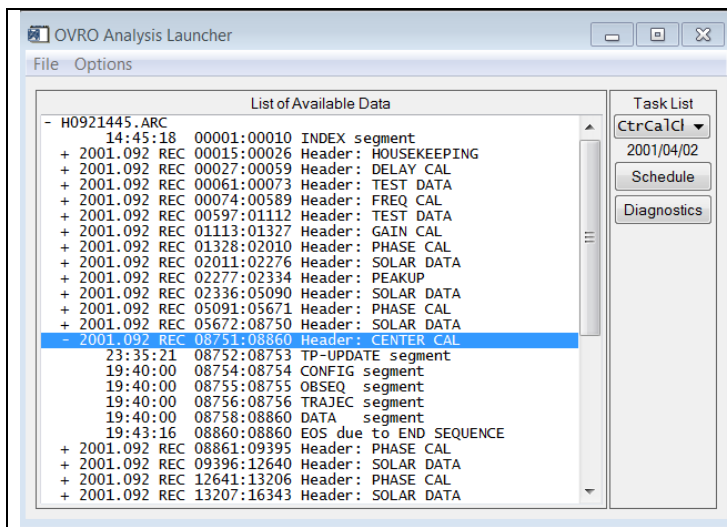 OVRO Analysis Launcher
File Options
List of Available Data
- H0921445.ARC
14:45:18 00001:00010 INDEX segment
+ 2001.092 REC 00015:00026 Header: HOUSEKEEPING
+ 2001.092 REC 00027:00059 Header: DELAY CAL
+ 2001.092 REC 00061:00073 Header: TEST DATA
+ 2001.092 REC 00074:00589 Header: FREQ CAL
+ 2001.092 REC 00597:01112 Header: TEST DATA
+ 2001.092 REC 01113:01327 Header: GAIN CAL
+ 2001.092 REC 01328:02010 Header: PHASE CAL
+ 2001.092 REC 02011:02276 Header: SOLAR DATA
+ 2001.092 REC 02277:02334 Header: PEAKUP
+ 2001.092 REC 02336:05090 Header: SOLAR DATA
+ 2001.092 REC 05091:05671 Header: PHASE CAL
+ 2001.092 REC 05672:08750 Header: SOLAR DATA
- 2001.092 REC 08751:08860 Header: CENTER CAL
23:35:21 08752:08753 TP-UPDATE segment
19:40:00 08754:08754 CONFIG segment
19:40:00 08755:08755 OBSEQ segment
19:40:00 08756:08756 TRAJEC segment
19:40:00 08758:08860 DATA segment
19:43:16 08860:08860 EOS due to END SEQUENCE
+ 2001.092 REC 08861:09395 Header: PHASE CAL
+ 2001.092 REC 09396:12640 Header: SOLAR DATA
+ 2001.092 REC 12641:13206 Header: PHASE CAL
+ 2001.092 REC 13207:16343 Header: SOLAR DATA
Task List
CtrCalCl
2001/04/02
Schedule
Diagnostics